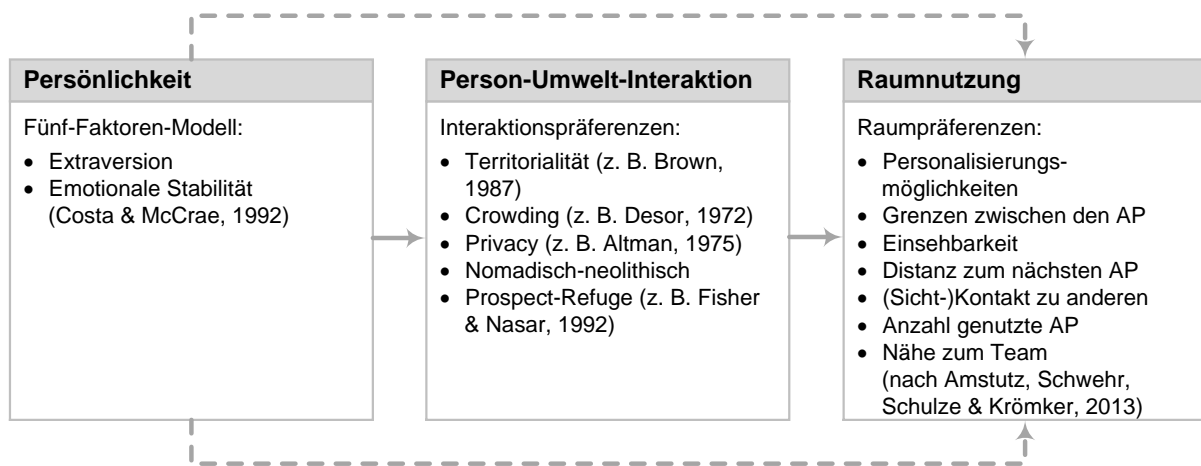 Persönlichkeit
Fünf-Faktoren-Modell:
• Extraversion
• Emotionale Stabilität
(Costa & McCrae, 1992)
Person-Umwelt-Interaktion
Interaktionspräferenzen:
• Territorialität (z. B. Brown,
1987)
• Crowding (z. B. Desor, 1972)
• Privacy (z. B. Altman, 1975)
• Nomadisch-neolithisch
• Prospect-Refuge (z. B. Fisher
& Nasar, 1992)
Raumnutzung
Raumpräferenzen:
• Personalisierungs-
möglichkeiten
• Grenzen zwischen den AP
• Einsehbarkeit
• Distanz zum nächsten AP
• (Sicht-)Kontakt zu anderen
• Anzahl genutzte AP
• Nähe zum Team
(nach Amstutz, Schwehr,
Schulze & Krömker, 2013)